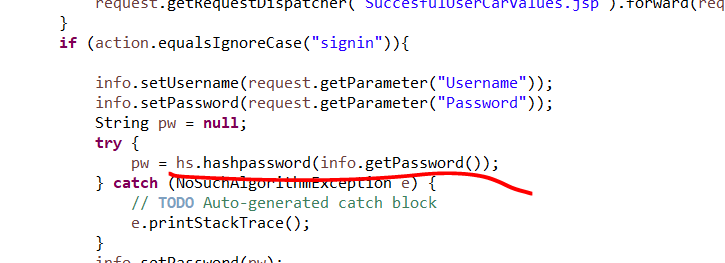 request.getRequestDispatcher("SuccesfulUserCarValues.jsp").forward(req
}
if (action.equalsIgnoreCase("signin")){
info.setUsername(request.getParameter("Username"));
info.setPassword(request.getParameter("Password"));
String pw = null;
try {
pw = hs.hashpassword(info.getPassword());
} catch (NoSuchAlgorithmException e) {
// TODO Auto-generated catch block
e.printStackTrace();
}
info.setPassword(pw);